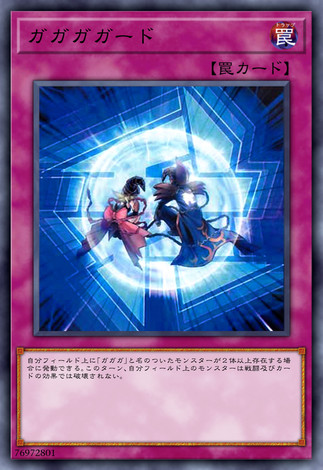 ガガガガード
トラップ
罠
【罠カード】
自分フィールド上に「ガガガ」と名のついたモンスターが２体以上存在する場
合に発動できる。このターン、自分フィールド上のモンスターは戦闘及びカー
ドの効果では破壊されない。
76972801